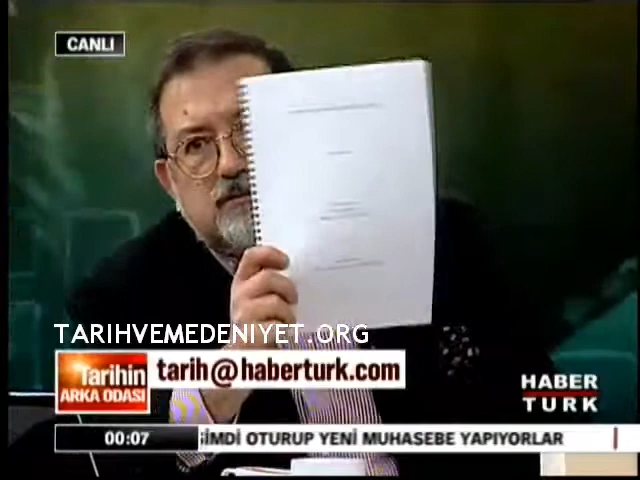 CANLI
TARIHVEMEDENIYET.ORG
Tarihin
ARKA ODASI
tarih@haberturk.com
HABER
TURK
00:07
ŞİMDİ OTURUP YENİ MUHASEBE YAPIYORLAR